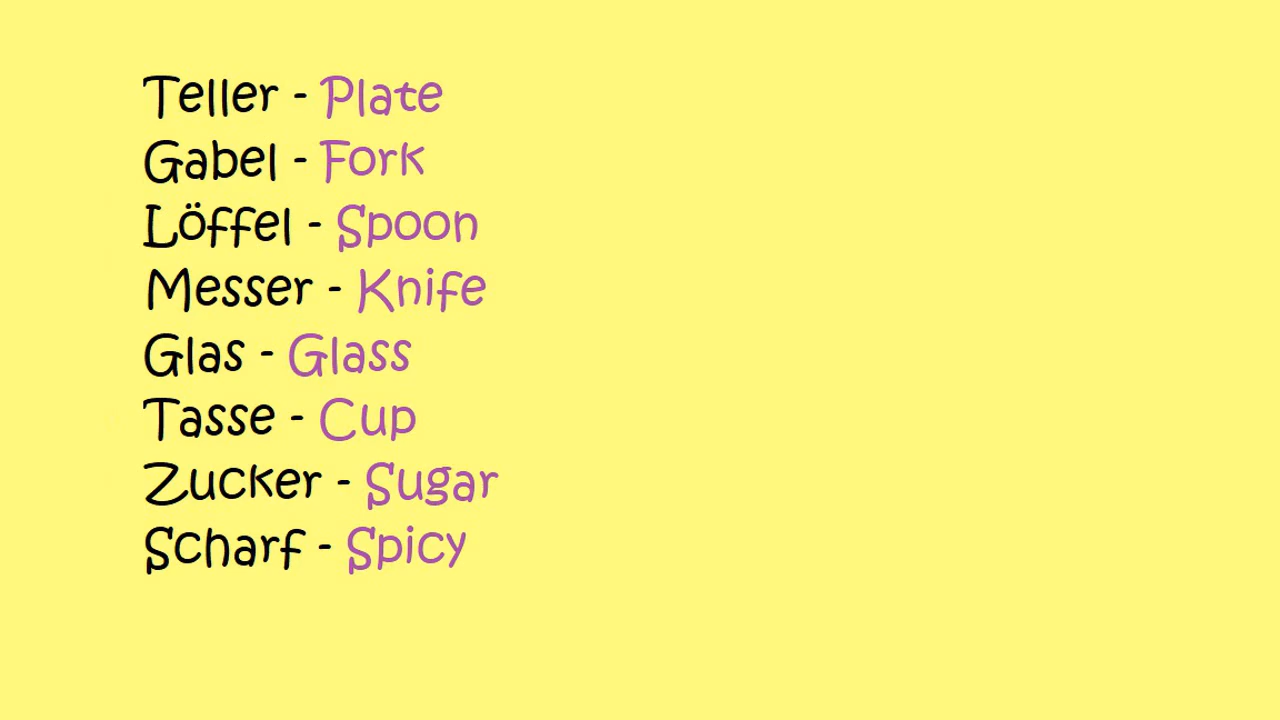 Teller - Plate
Gabel - Fork
Löffel - Spoon
Messer - Knife
Glas - Glass
Tasse - Cup
Zucker - Sugar
Scharf - Spicy